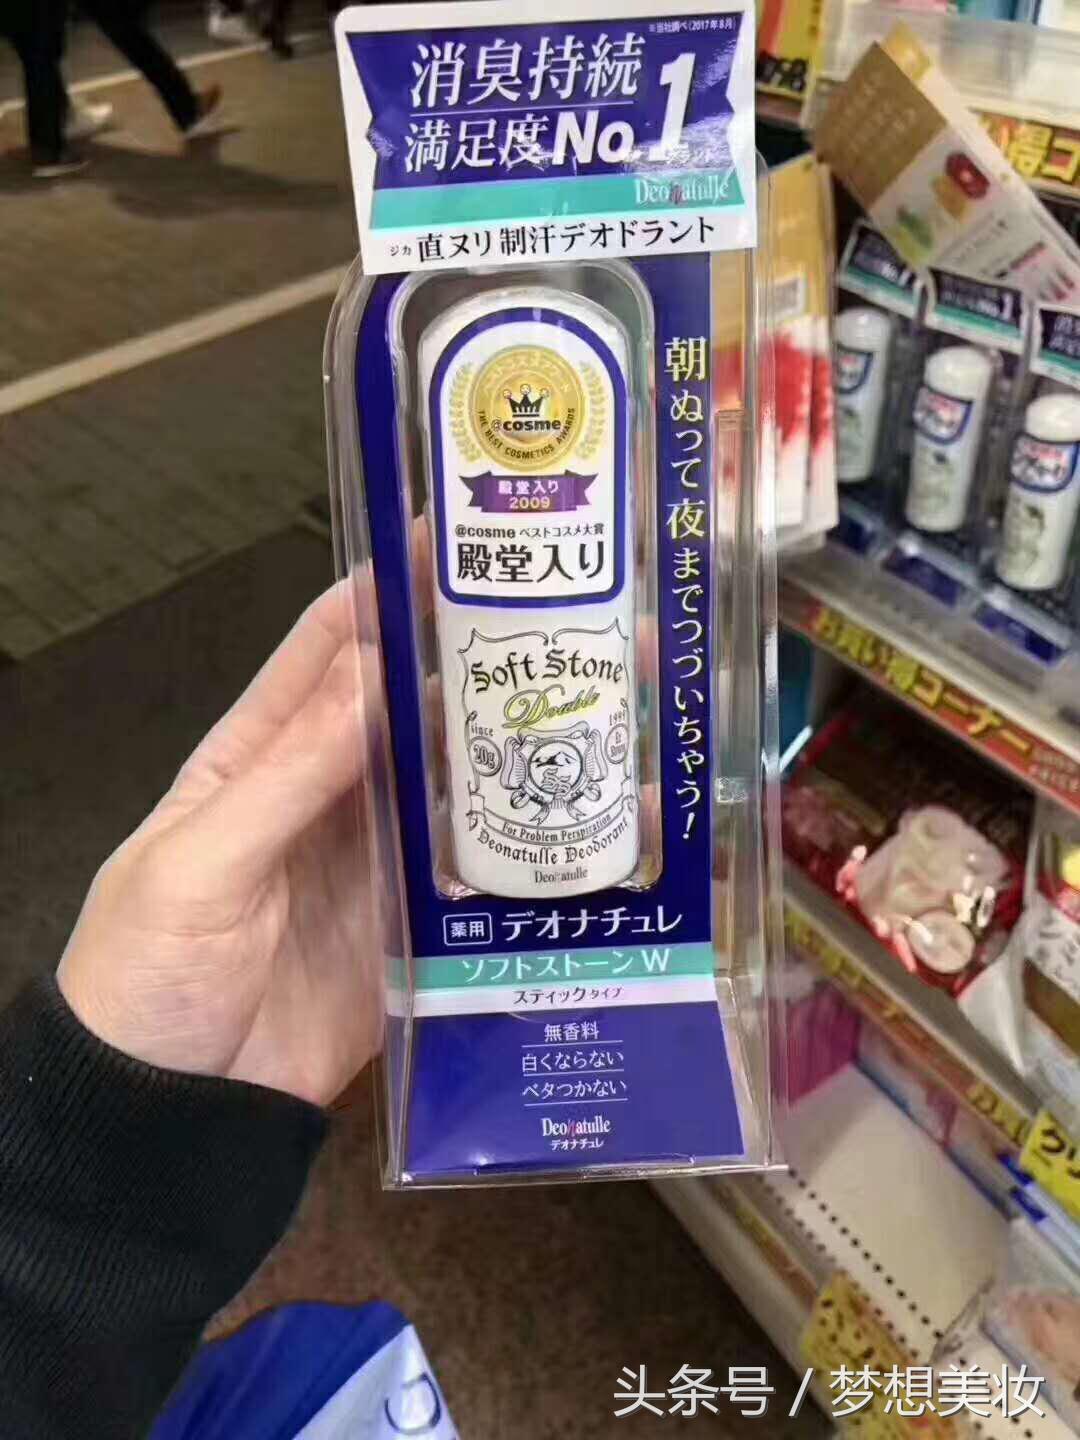 ※当社調べ(2017年8月)
消臭持続
満足度No.1
Deonatulle
ジカ
直ヌリ制汗デオドラント
朝ぬって夜までつづいちゃう!
@cosme
THE BEST COSMETICS AWARDS
殿堂入り
2009
@cosme ベストコスメ大賞
殿堂入り
Soft Stone
Double
Since
20g
For Problem Perspiration
Deonatulle Deodorant
Deonatulle
薬用 デオナチュレ
ソフトストーンW
スティックタイプ
無香料
白くならない
ベタつかない
Deonatulle
デオナチュレ
お買い得コーナー
头条号 / 梦想美妆